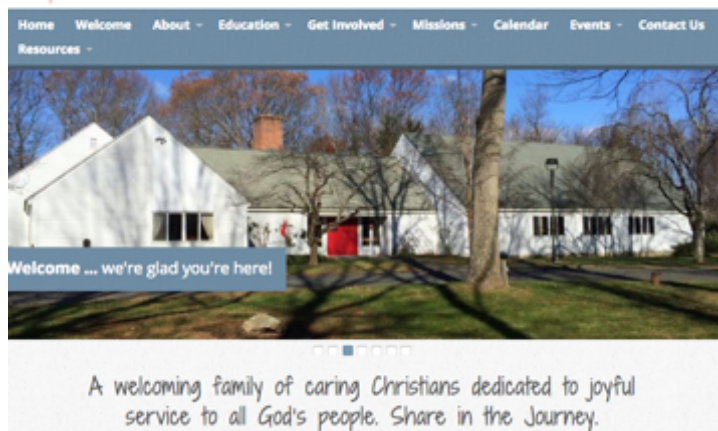 Home Welcome About Education Get Involved Missions Calendar Events Contact Us
Resources
Welcome ... we're glad you're here!
A welcoming family of caring Christians dedicated to joyful
service to all God's people. Share in the Journey.